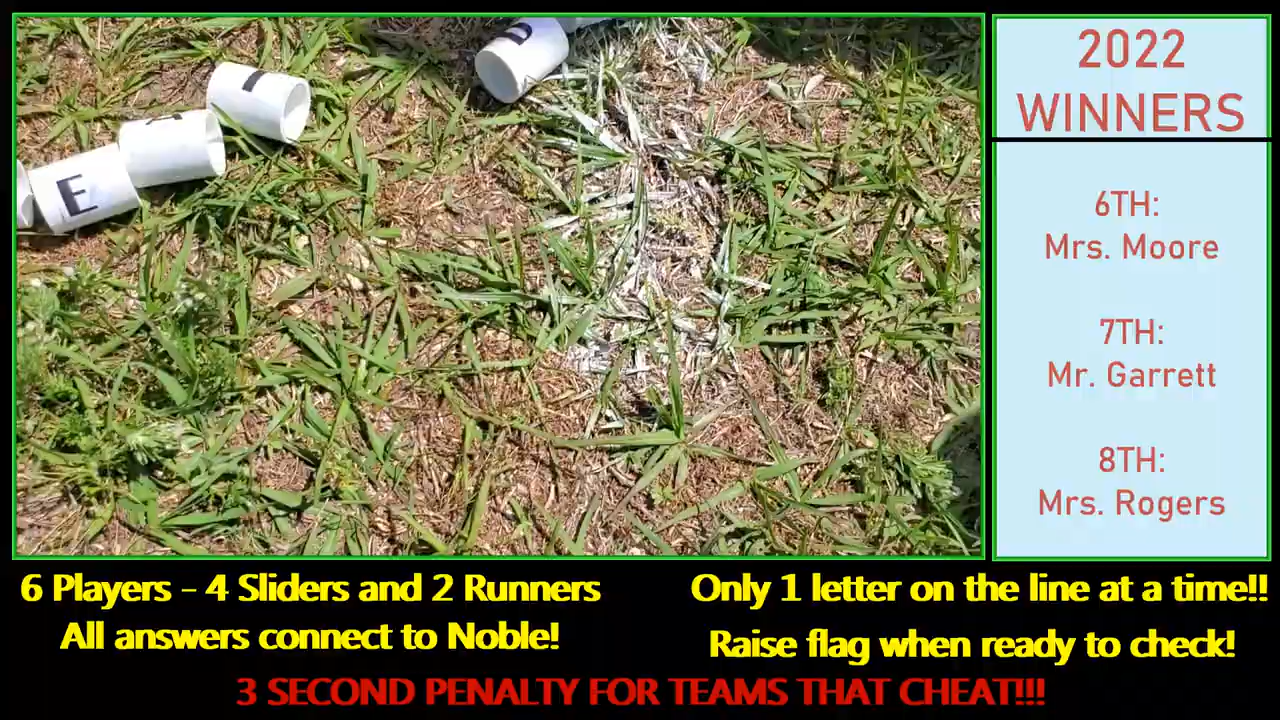 2022
WINNERS
E
6TH:
Mrs. Moore
7TH:
Mr. Garrett
8TH:
Mrs. Rogers
6 Players - 4 Sliders and 2 Runners
All answers connect to Noble!
Only 1 letter on the line at a time!!
Raise flag when ready to check!
3 SECOND PENALTY FOR TEAMS THAT CHEAT!!!